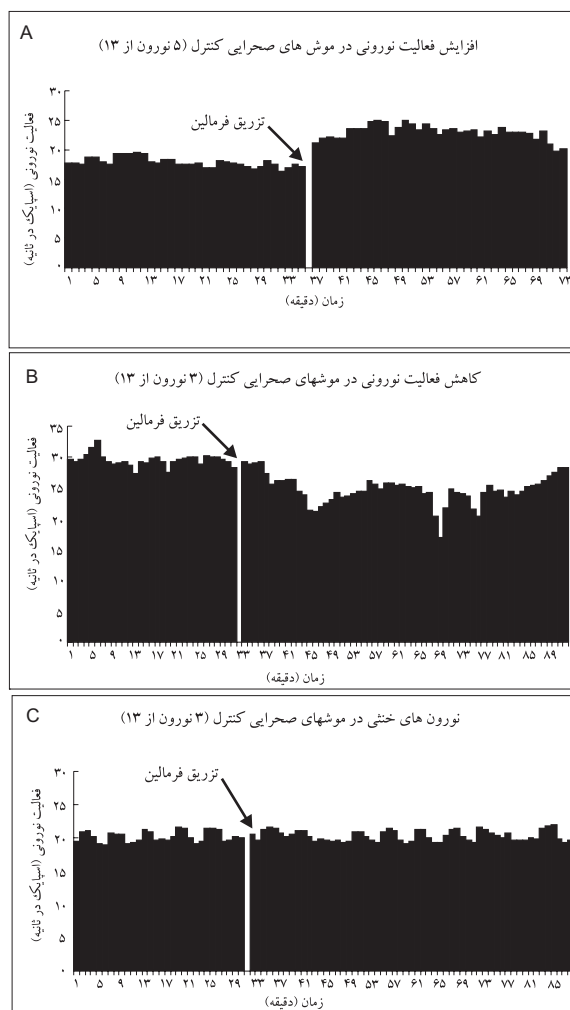 A
افزایش فعالیت نورونی در موش های صحرایی کنترل (۵ نورون از ۱۳)
فعالیت نورونی (اسپایک در ثانیه)
۳۰
۲۵
۲۰
۱۵
۱۰
۵
۰
تزریق فرمالین
۱ ۵ ۹ ۱۳ ۱۷ ۲۱ ۲۵ ۲۹ ۳۳ ۳۷ ۴۱ ۴۵ ۴۹ ۵۳ ۵۷ ۶۱ ۶۵ ۶۹ ۷۳
زمان (دقیقه)
B
کاهش فعالیت نورونی در موشهای صحرایی کنترل (۳ نورون از ۱۳)
فعالیت نورونی (اسپایک در ثانیه)
۳۵
۳۰
۲۵
۲۰
۱۵
۱۰
۵
۰
تزریق فرمالین
۱ ۵ ۹ ۱۳ ۱۷ ۲۱ ۲۵ ۲۹ ۳۳ ۳۷ ۴۱ ۴۵ ۴۹ ۵۳ ۵۷ ۶۱ ۶۵ ۶۹ ۷۳ ۷۷ ۸۱ ۸۵ ۸۹
زمان (دقیقه)
C
نورون های خنثی در موشهای صحرایی کنترل (۳ نورون از ۱۳)
فعالیت نورونی (اسپایک در ثانیه)
۳۰
۲۵
۲۰
۱۵
۱۰
۵
۰
تزریق فرمالین
۱ ۵ ۹ ۱۳ ۱۷ ۲۱ ۲۵ ۲۹ ۳۳ ۳۷ ۴۱ ۴۵ ۴۹ ۵۳ ۵۷ ۶۱ ۶۵ ۶۹ ۷۳ ۷۷ ۸۱ ۸۵
زمان (دقیقه)